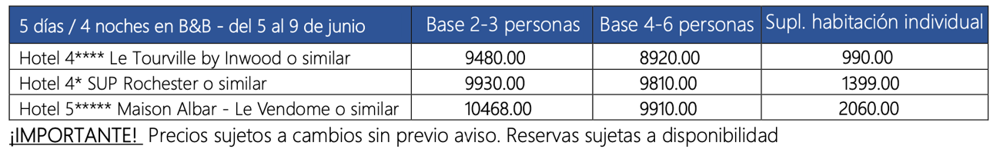 5 días / 4 noches en B&B - del 5 al 9 de junio Base 2-3 personas Base 4-6 personas Supl. habitación individual
Hotel 4**** Le Tourville by Inwood o similar 9480.00 8920.00 990.00
Hotel 4* SUP Rochester o similar 9930.00 9810.00 1399.00
Hotel 5***** Maison Albar - Le Vendome o similar 10468.00 9910.00 2060.00
¡IMPORTANTE! Precios sujetos a cambios sin previo aviso. Reservas sujetas a disponibilidad